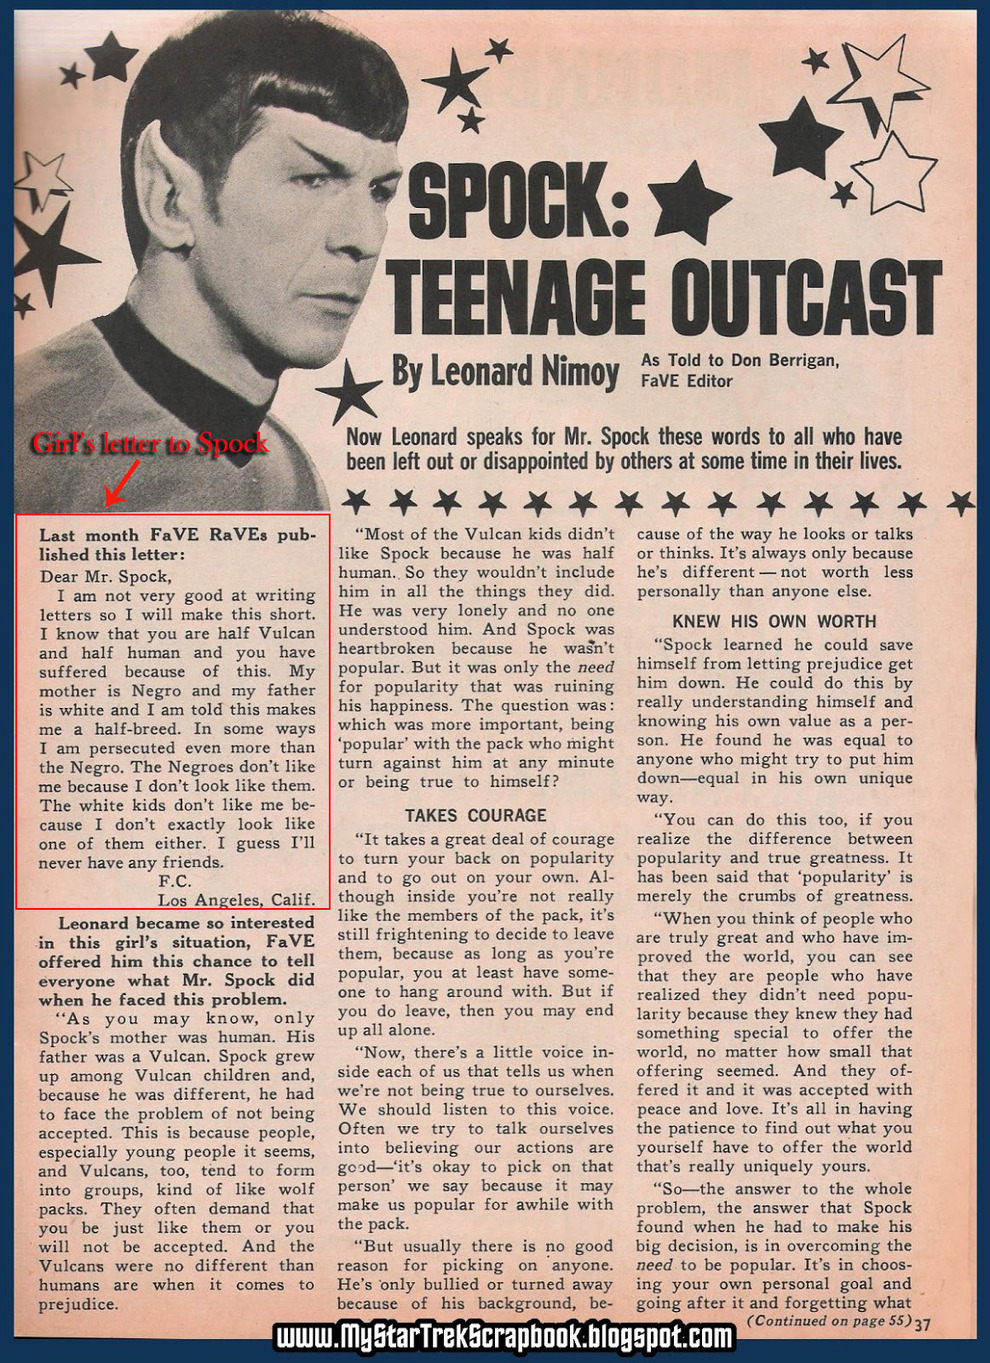 SPOCK:
TEENAGE OUTCAST
By Leonard Nimoy
As Told to Don Berrigan,
FaVE Editor
Now Leonard speaks for Mr. Spock these words to all who have
been left out or disappointed by others at some time in their lives.
Girl's letter to Spock
Last month FaVE RaVEs pub-
lished this letter:
Dear Mr. Spock,
I am not very good at writing
letters so I will make this short.
I know that you are half Vulcan
and half human and you have
suffered because of this. My
mother is Negro and my father
is white and I am told this makes
me a half-breed. In some ways
I am persecuted even more than
the Negro. The Negroes don't like
me because I don't look like them.
The white kids don't like me be-
cause I don't exactly look like
one of them either. I guess I'll
never have any friends.
F.C.
Los Angeles, Calif.
Leonard became so interested
in this girl's situation, FaVE
offered him this chance to tell
everyone what Mr. Spock did
when he faced this problem.
"As you may know, only
Spock's mother was human. His
father was a Vulcan. Spock grew
up among Vulcan children and,
because he was different, he had
to face the problem of not being
accepted. This is because people,
especially young people it seems,
and Vulcans, too, tend to form
into groups, kind of like wolf
packs. They often demand that
you be just like them or you
will not be accepted. And the
Vulcans were no different than
humans are when it comes to
prejudice.
"Most of the Vulcan kids didn't
like Spock because he was half
human. So they wouldn't include
him in all the things they did.
He was very lonely and no one
understood him. And Spock was
heartbroken because he wasn't
popular. But it was only the need
for popularity that was ruining
his happiness. The question was:
which was more important, being
'popular' with the pack who might
turn against him at any minute
or being true to himself?
TAKES COURAGE
"It takes a great deal of courage
to turn your back on popularity
and to go out on your own. Al-
though inside you're not really
like the members of the pack, it's
still frightening to decide to leave
them, because as long as you're
popular, you at least have some-
one to hang around with. But if
you do leave, then you may end
up all alone.
"Now, there's a little voice in-
side each of us that tells us when
we're not being true to ourselves.
We should listen to this voice.
Often we try to talk ourselves
into believing our actions are
good—'it's okay to pick on that
person' we say because it may
make us popular for awhile with
the pack.
"But usually there is no good
reason for picking on anyone.
He's only bullied or turned away
because of his background, be-
cause of the way he looks or talks
or thinks. It's always only because
he's different — not worth less
personally than anyone else.
KNEW HIS OWN WORTH
"Spock learned he could save
himself from letting prejudice get
him down. He could do this by
really understanding himself and
knowing his own value as a per-
son. He found he was equal to
anyone who might try to put him
down—equal in his own unique
way.
"You can do this too, if you
realize the difference between
popularity and true greatness. It
has been said that 'popularity' is
merely the crumbs of greatness.
"When you think of people who
are truly great and who have im-
proved the world, you can see
that they are people who have
realized they didn't need popu-
larity because they knew they had
something special to offer the
world, no matter how small that
offering seemed. And they of-
fered it and it was accepted with
peace and love. It's all in having
the patience to find out what you
yourself have to offer the world
that's really uniquely yours.
"So—the answer to the whole
problem, the answer that Spock
found when he had to make his
big decision, is in overcoming the
need to be popular. It's in choos-
ing your own personal goal and
going after it and forgetting what
(Continued on page 55) 37
www.MyStarTrekScrapbook.blogspot.com